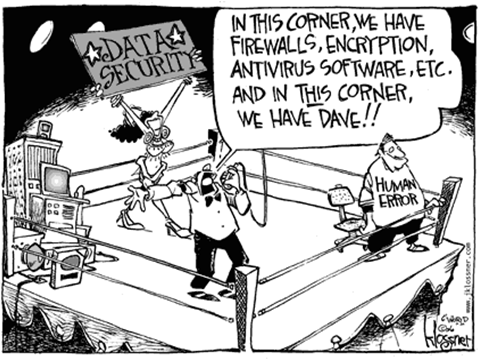 DATA
SECURITY
IN THIS CORNER, WE HAVE
FIREWALLS, ENCRYPTION,
ANTIVIRUS SOFTWARE, ETC.
AND IN THIS CORNER,
WE HAVE DAVE!!
HUMAN
ERROR
www.jklossner.com
klossner